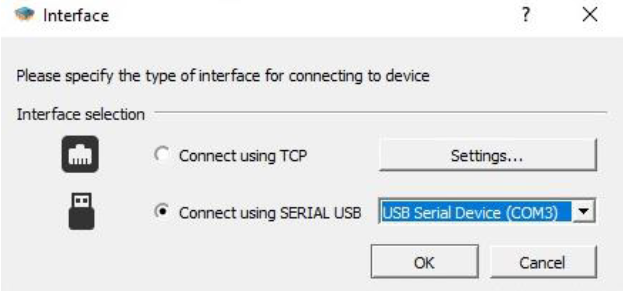 Interface
?
Please specify the type of interface for connecting to device
Interface selection
Connect using TCP
Settings...
Connect using SERIAL USB
USB Serial Device (COM3)
OK
Cancel